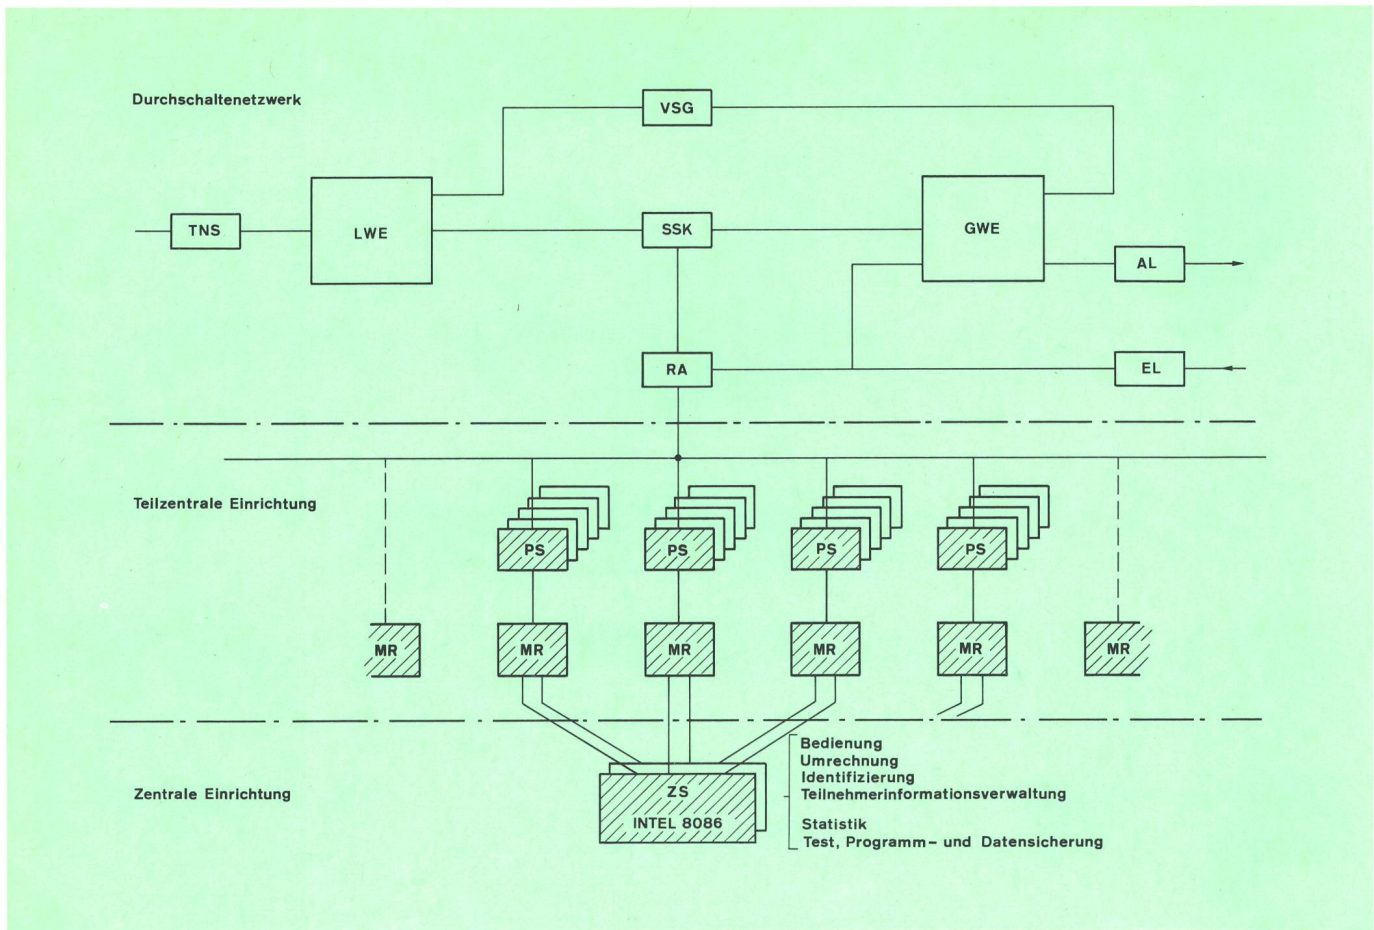 Durchschaltenetzwerk
VSG
TNS
LWE
SSK
GWE
AL
RA
EL
Teilzentrale Einrichtung
PS
PS
PS
PS
MR
MR
MR
MR
MR
MR
Zentrale Einrichtung
ZS
INTEL 8086
Bedienung
Umrechnung
Identifizierung
Teilnehmerinformationsverwaltung
Statistik
Test, Programm- und Datensicherung